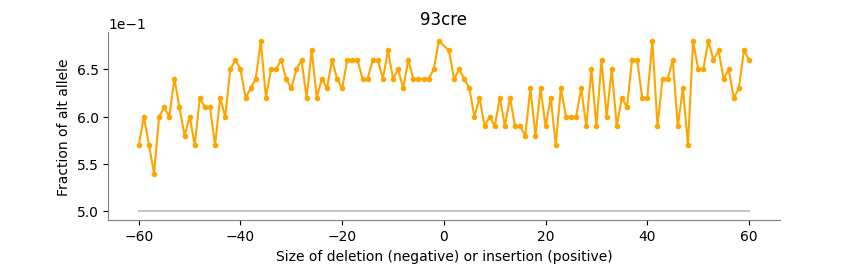 93cre
1e−1
Fraction of alt allele
6.5
6.0
5.5
5.0
−60 −40 −20 0 20 40 60
Size of deletion (negative) or insertion (positive)